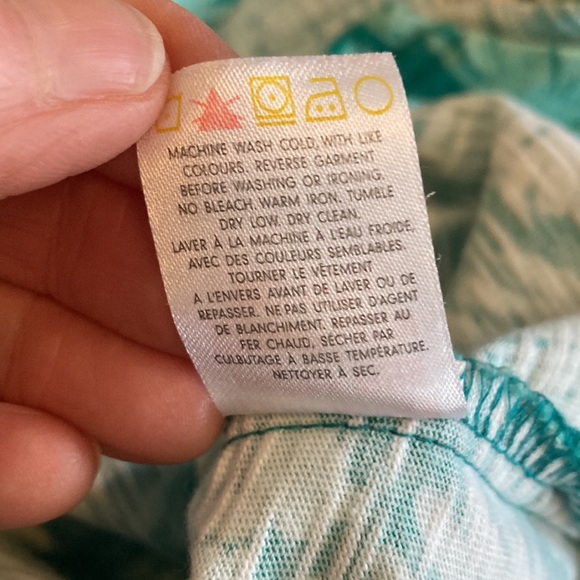 MACHINE WASH COLD, WITH LIKE
COLOURS. REVERSE GARMENT
BEFORE WASHING OR IRONING.
NO BLEACH. WARM IRON. TUMBLE
DRY LOW. DRY CLEAN.
LAVER À LA MACHINE À L'EAU FROIDE,
AVEC DES COULEURS SEMBLABLES.
TOURNER LE VÊTEMENT
A L'ENVERS AVANT DE LAVER OU DE
REPASSER. NE PAS UTILISER D'AGENT
DE BLANCHIMENT. REPASSER AU
FER CHAUD, SÉCHER PAR
CULBUTAGE À BASSE TEMPÉRATURE.
NETTOYER À SEC.